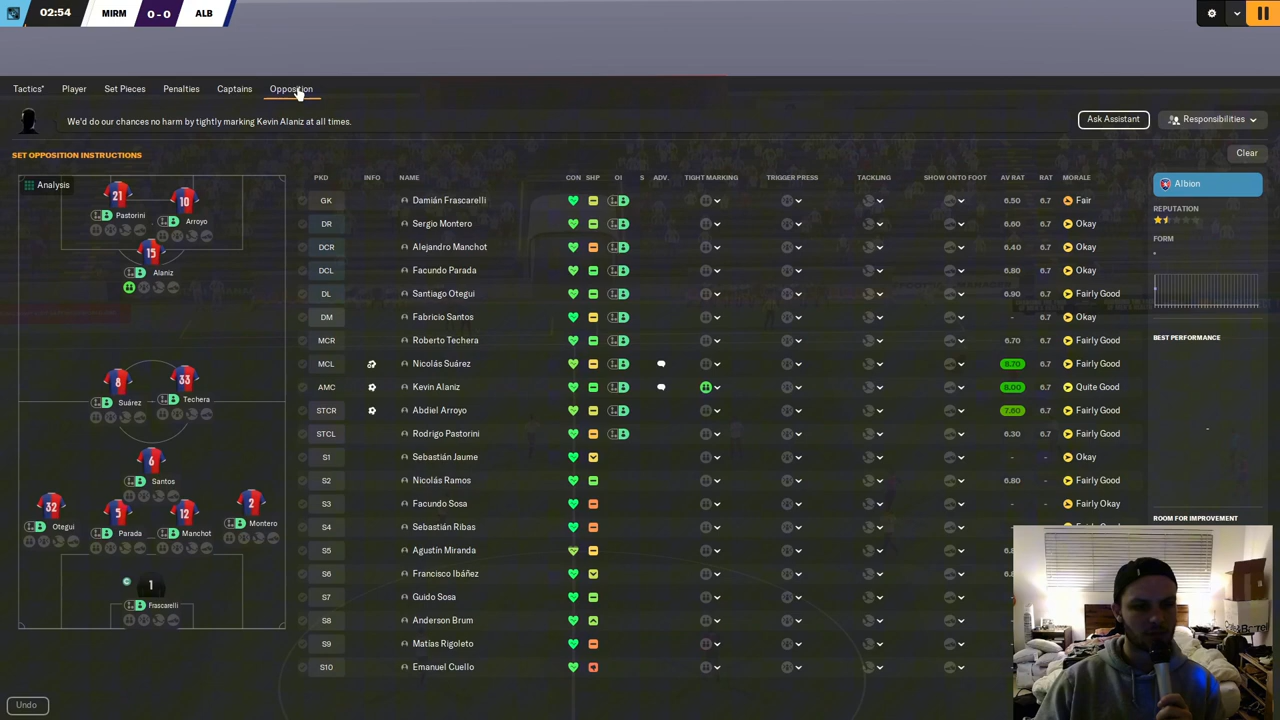 02:54 MIRM 0 - 0 ALB
Tactics* Player Set Pieces Penalties Captains Opposition
We'd do our chances no harm by tightly marking Kevin Alaniz at all times.
Ask Assistant Responsibilities
SET OPPOSITION INSTRUCTIONS Clear
Analysis
21 Pastorini
10 Arroyo
15 Alaniz
8 Suárez
33 Techera
6 Santos
32 Otegui
5 Parada
12 Manchot
2 Montero
1 Frascarelli
PKD INFO NAME CON SHP OI S ADV. TIGHT MARKING TRIGGER PRESS TACKLING SHOW ONTO FOOT AV RAT RAT MORALE
GK Damián Frascarelli 6.50 6.7 Fair
DR Sergio Montero 6.60 6.7 Okay
DCR Alejandro Manchot 6.40 6.7 Okay
DCL Facundo Parada 6.80 6.7 Okay
DL Santiago Otegui 6.90 6.7 Fairly Good
DM Fabricio Santos - 6.7 Okay
MCR Roberto Techera 6.70 6.7 Fairly Good
MCL Nicolás Suárez 8.70 6.7 Fairly Good
AMC Kevin Alaniz 8.00 6.7 Quite Good
STCR Abdiel Arroyo 7.60 6.7 Fairly Good
STCL Rodrigo Pastorini 6.30 6.7 Fairly Good
S1 Sebastián Jaume - - Okay
S2 Nicolás Ramos 6.80 - Fairly Good
S3 Facundo Sosa - - Fairly Okay
S4 Sebastián Ribas
S5 Agustín Miranda
S6 Francisco Ibáñez
S7 Guido Sosa
S8 Anderson Brum
S9 Matías Rigoleto
S10 Emanuel Cuello
Albion
REPUTATION
FORM
BEST PERFORMANCE
-
ROOM FOR IMPROVEMENT
Undo